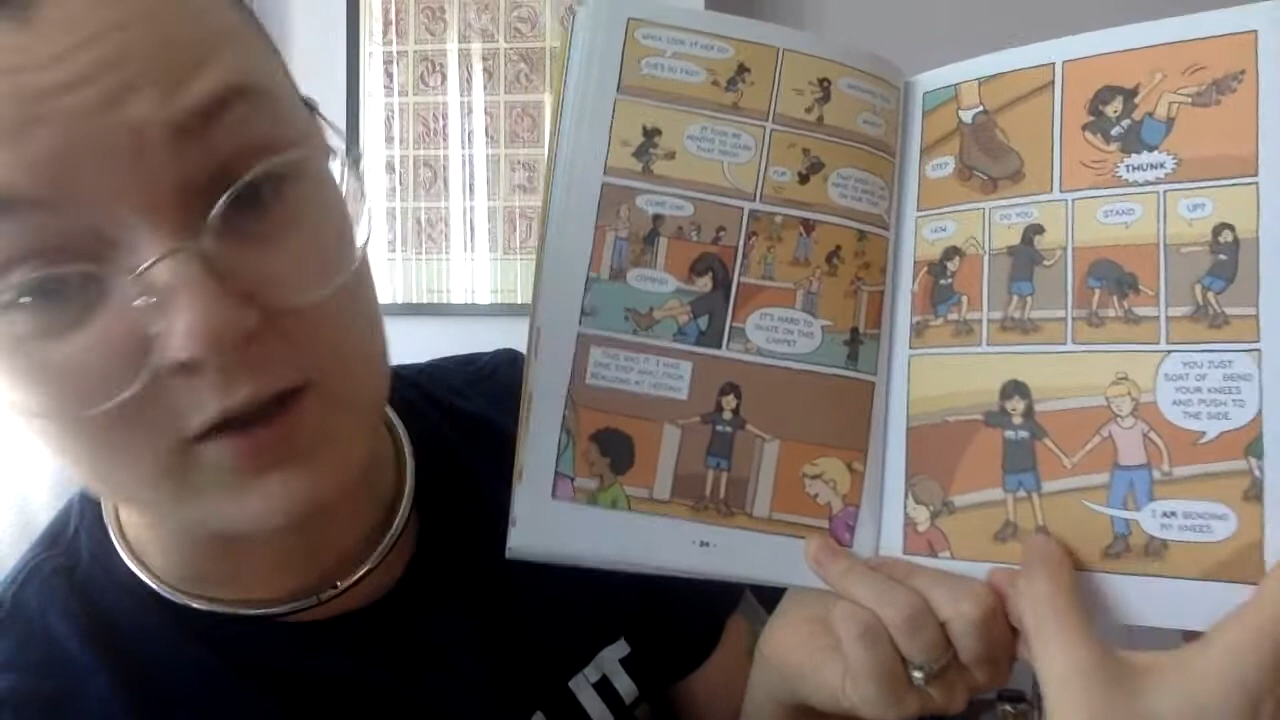 WHOA, LOOK AT HER GO!
SHE'S SO FAST!
IT TOOK ME
MONTHS TO LEARN
THAT TRICK!
COME ON!
IT'S HARD TO
SKATE ON THIS
CARPET
THIS WAS IT. I WAS
ONE STEP AWAY FROM
REALIZING MY DESTINY.
STEP
THUNK
HOW
DO YOU
STAND
UP?
YOU JUST
SORT OF... BEND
YOUR KNEES
AND PUSH TO
THE SIDE.
I AM BENDING
MY KNEES.